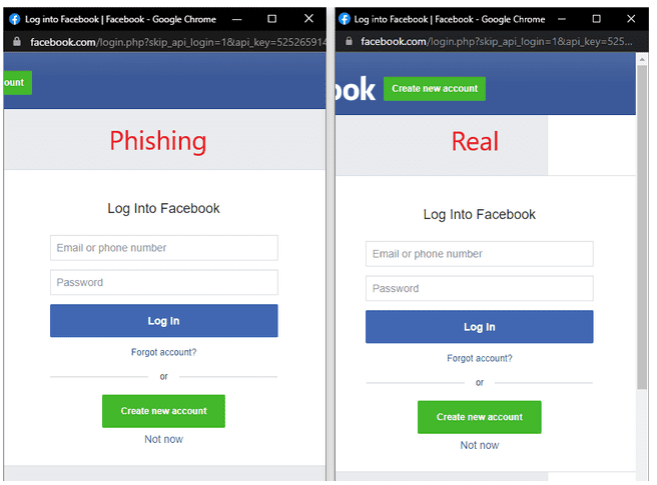 Log into Facebook | Facebook - Google Chrome
facebook.com/login.php?skip_api_login=1&api_key=525265914
ount
Phishing
Log Into Facebook
Email or phone number
Password
Log In
Forgot account?
or
Create new account
Not now
Log into Facebook | Facebook - Google Chrome
facebook.com/login.php?skip_api_login=1&api_key=525...
ook
Create new account
Real
Log Into Facebook
Email or phone number
Password
Log In
Forgot account?
or
Create new account
Not now